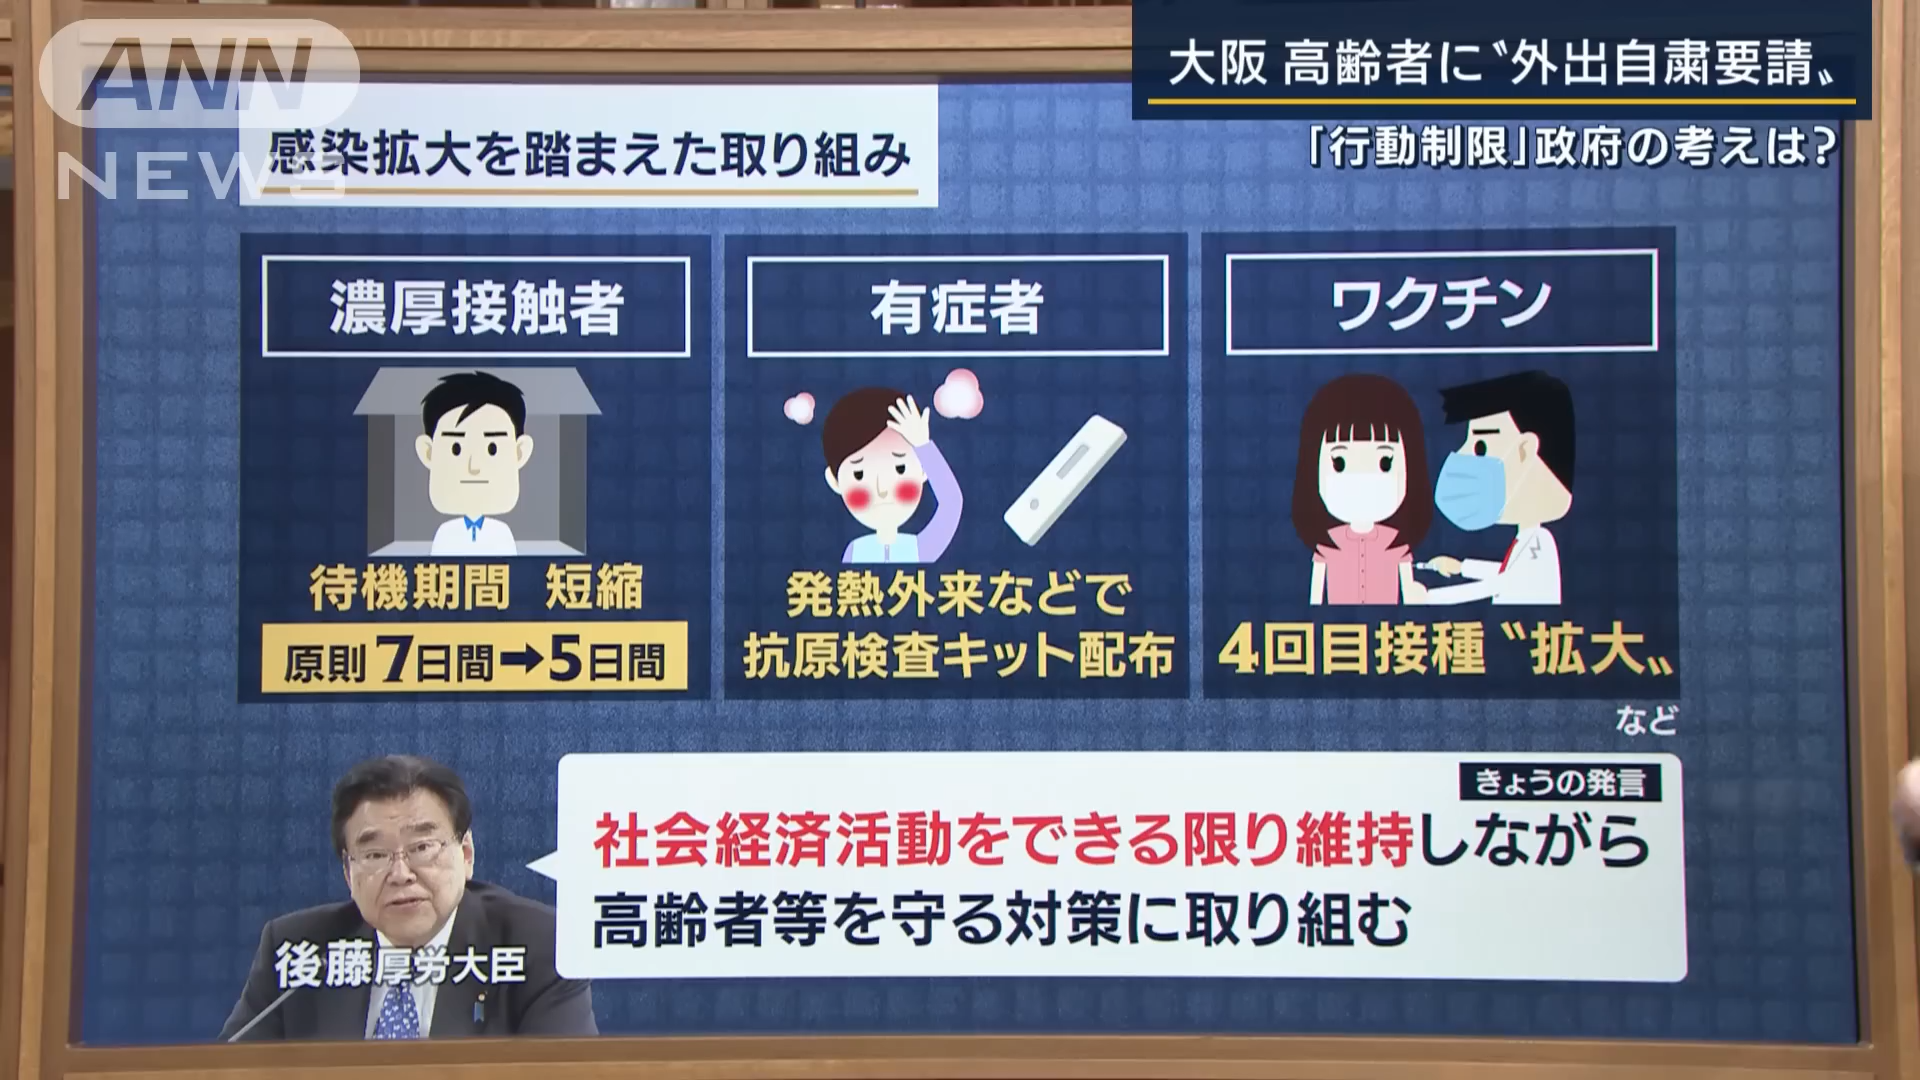 ANN
NEWS
大阪 高齢者に〝外出自粛要請〟
「行動制限」政府の考えは?
感染拡大を踏まえた取り組み
濃厚接触者
待機期間 短縮
原則7日間➡5日間
有症者
発熱外来などで
抗原検査キット配布
ワクチン
4回目接種〝拡大〟
など
きょうの発言
社会経済活動をできる限り維持しながら
高齢者等を守る対策に取り組む
後藤厚労大臣